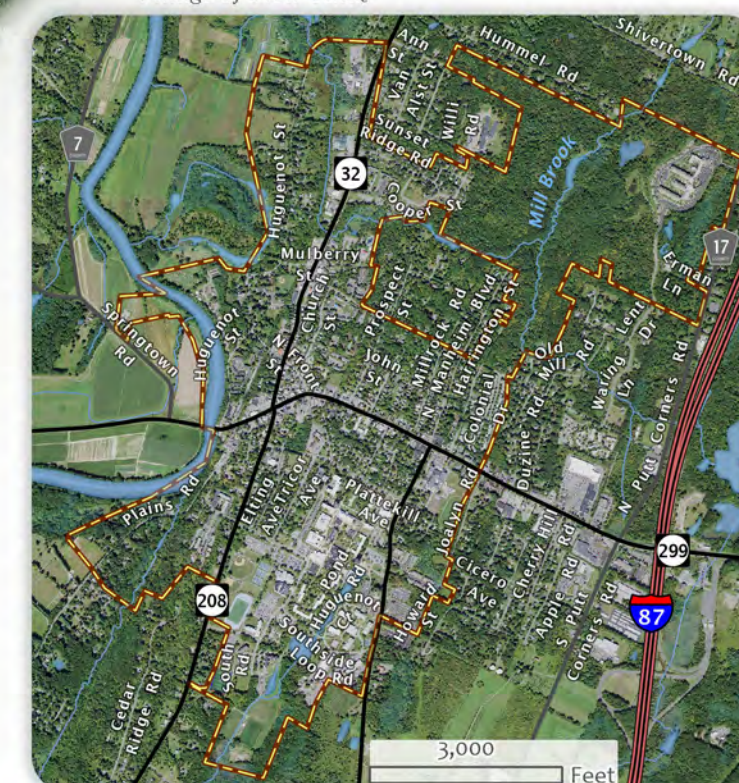 Ann St
Van Alst St
Hummel Rd
Shivertown Rd
7
Huguenot St
Willi Rd
Sunset Ridge Rd
32
Cooper St
Mill Brook
17
Mulberry St
Erman Ln
Church St
Prospect St
Springtown Rd
Huguenot St
N Front St
John St
Millrock Rd
N Manheim Blvd
Harrington St
Colonial Dr
Old Mill Rd
Lent Dr
Waring Ln
N Putt Corners Rd
Duzine Rd
Plains Rd
Elting Ave
Tricor Ave
Plattekill Ave
Joalyn Rd
299
Cicero Ave
Cherry Hill Rd
Apple Rd
S Putt Corners Rd
87
208
Pond Rd
Huguenot Ct
Howard St
Southside Loop Rd
South Rd
Cedar Ridge Rd
3,000
Feet